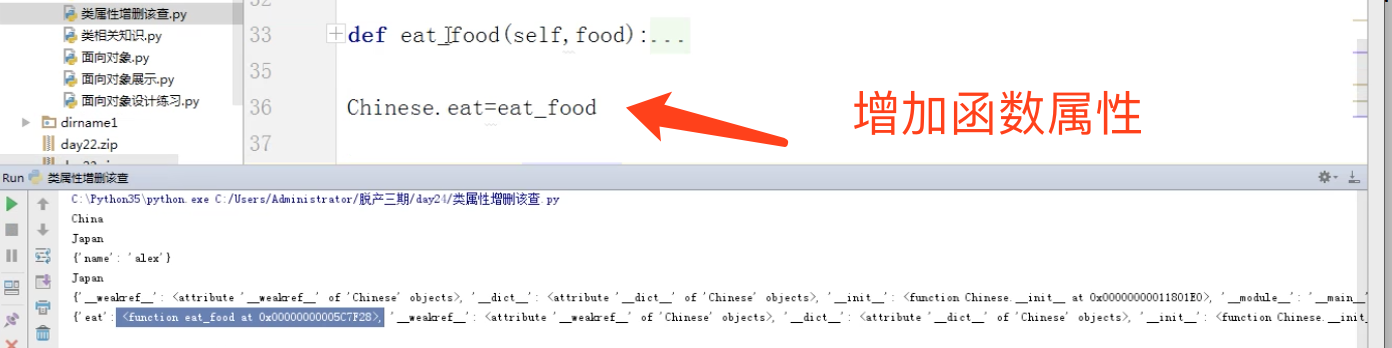 类属性增删该查.py
类相关知识.py
面向对象.py
面向对象展示.py
面向对象设计练习.py
dirname1
day22.zip
33 def eat_food(self,food):...
35
36 Chinese.eat=eat_food
37
增加函数属性
Run 类属性增删该查
C:\Python35\python.exe C:/Users/Administrator/脱产三期/day24/类属性增删该查.py
China
Japan
{'name': 'alex'}
Japan
{'__weakref__': <attribute '__weakref__' of 'Chinese' objects>, '__dict__': <attribute '__dict__' of 'Chinese' objects>, '__init__': <function Chinese.__init__ at 0x00000000011801E0>, '__module__': '__main__'
{'eat': <function eat_food at 0x00000000005C7F28>, '__weakref__': <attribute '__weakref__' of 'Chinese' objects>, '__dict__': <attribute '__dict__' of 'Chinese' objects>, '__init__': <function Chinese.__init_